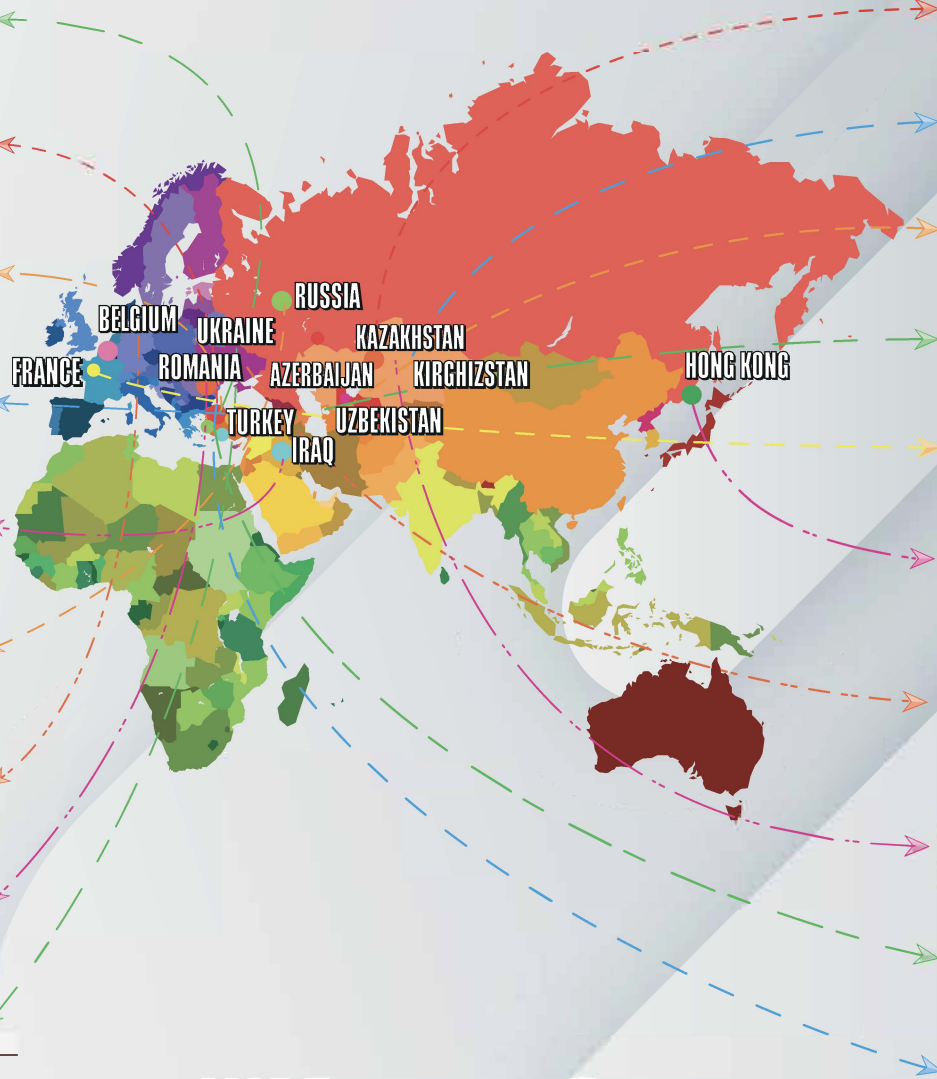 RUSSIA
BELGIUM
UKRAINE
KAZAKHSTAN
FRANCE
ROMANIA
AZERBAIJAN
KIRGHIZSTAN
HONG KONG
TURKEY
UZBEKISTAN
IRAQ